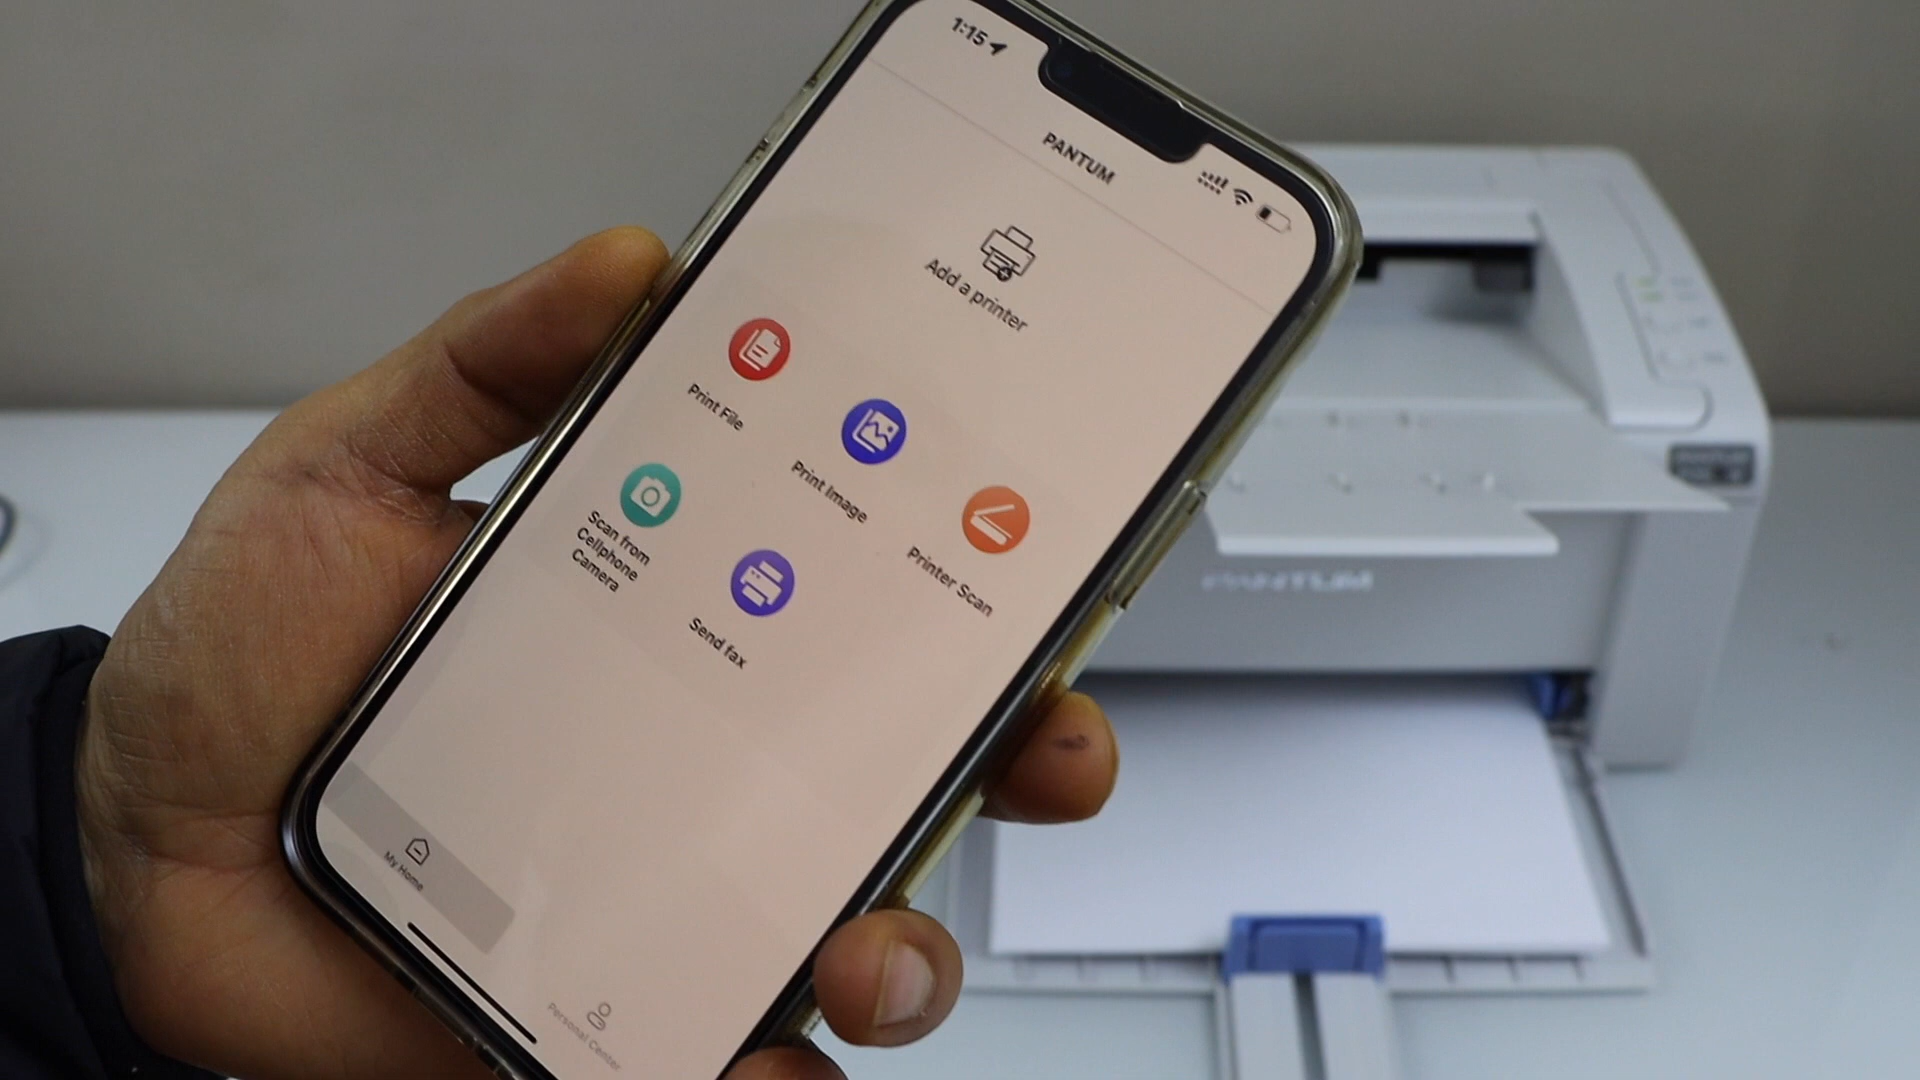 1:15
PANTUM
Add a printer
Print File
Print Image
Printer Scan
Scan from
Cellphone
Camera
Send fax
My Home
Personal Center
PANTUM